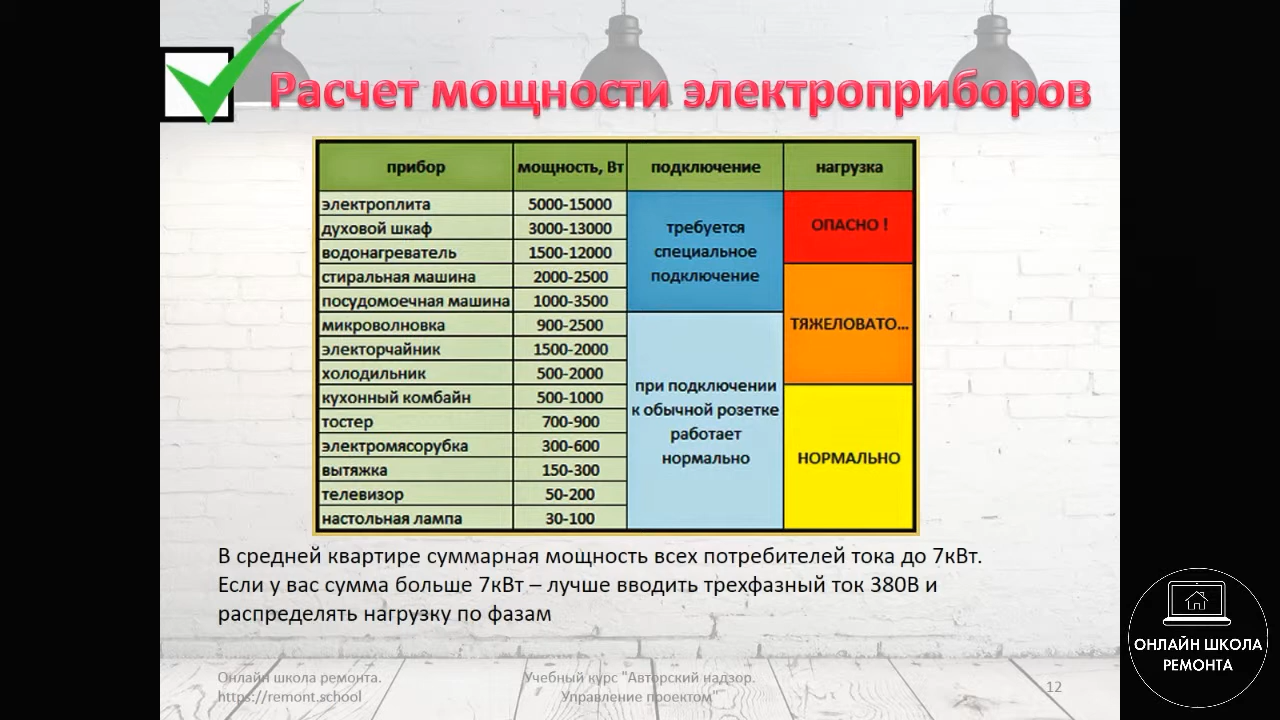 Расчет мощности электроприборов
прибор мощность, Вт подключение нагрузка
электроплита 5000-15000
духовой шкаф 3000-13000
водонагреватель 1500-12000
стиральная машина 2000-2500
посудомоечная машина 1000-3500
микроволновка 900-2500
электорчайник 1500-2000
холодильник 500-2000
кухонный комбайн 500-1000
тостер 700-900
электромясорубка 300-600
вытяжка 150-300
телевизор 50-200
настольная лампа 30-100
требуется
специальное
подключение
при подключении
к обычной розетке
работает
нормально
ОПАСНО !
ТЯЖЕЛОВАТО...
НОРМАЛЬНО
В средней квартире суммарная мощность всех потребителей тока до 7кВт.
Если у вас сумма больше 7кВт – лучше вводить трехфазный ток 380В и
распределять нагрузку по фазам
Онлайн школа ремонта.
https://remont.school
Учебный курс "Авторский надзор.
Управление проектом"
12
ОНЛАЙН ШКОЛА
РЕМОНТА